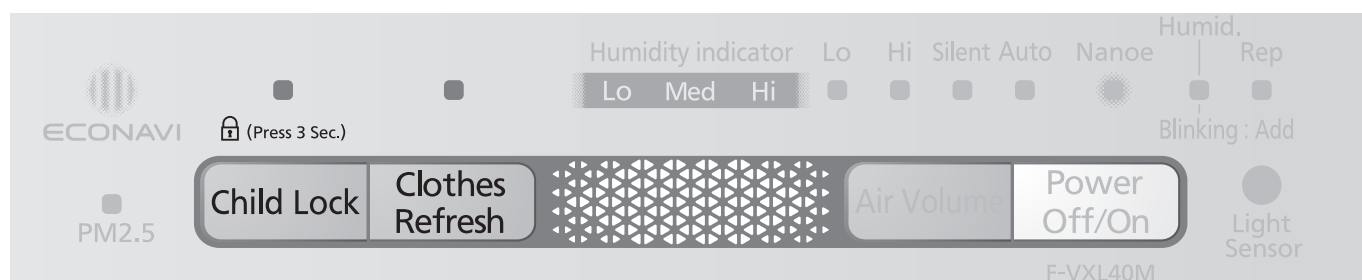 Humid.
Humidity indicator Lo Hi Silent Auto Nanoe Rep
Lo Med Hi
ECONAVI
(Press 3 Sec.)
Blinking : Add
Child Lock
Clothes
Refresh
Air Volume
Power
Off/On
PM2.5
Light
Sensor
F-VXL40M